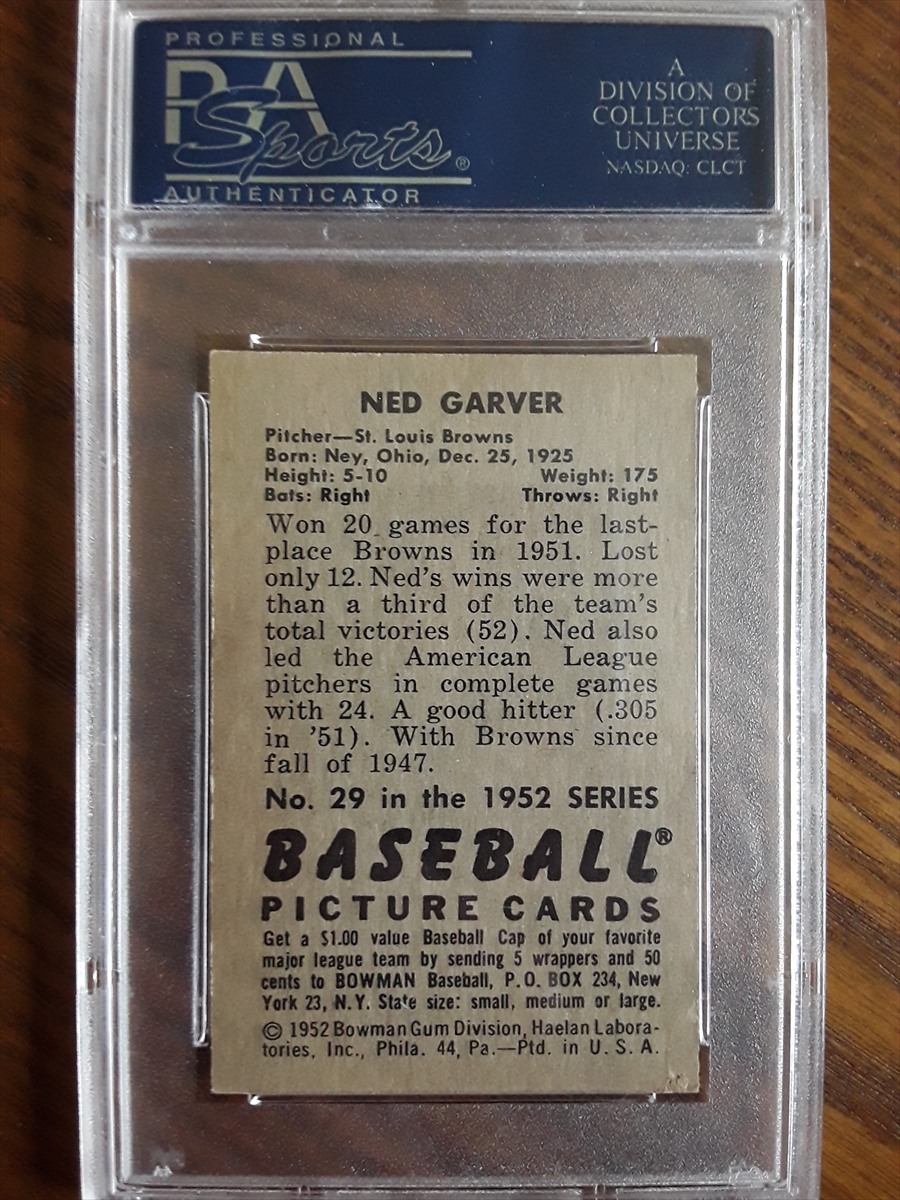 PROFESSIONAL
PSA
Sports®
AUTHENTICATOR
A
DIVISION OF
COLLECTORS
UNIVERSE
NASDAQ: CLCT
NED GARVER
Pitcher—St. Louis Browns
Born: Ney, Ohio, Dec. 25, 1925
Height: 5-10 Weight: 175
Bats: Right Throws: Right
Won 20 games for the last-
place Browns in 1951. Lost
only 12. Ned's wins were more
than a third of the team's
total victories (52). Ned also
led the American League
pitchers in complete games
with 24. A good hitter (.305
in '51). With Browns since
fall of 1947.
No. 29 in the 1952 SERIES
BASEBALL®
PICTURE CARDS
Get a $1.00 value Baseball Cap of your favorite
major league team by sending 5 wrappers and 50
cents to BOWMAN Baseball, P.O. BOX 234, New
York 23, N.Y. State size: small, medium or large.
© 1952 Bowman Gum Division, Haelan Labora-
tories, Inc., Phila. 44, Pa.—Ptd. in U. S. A.